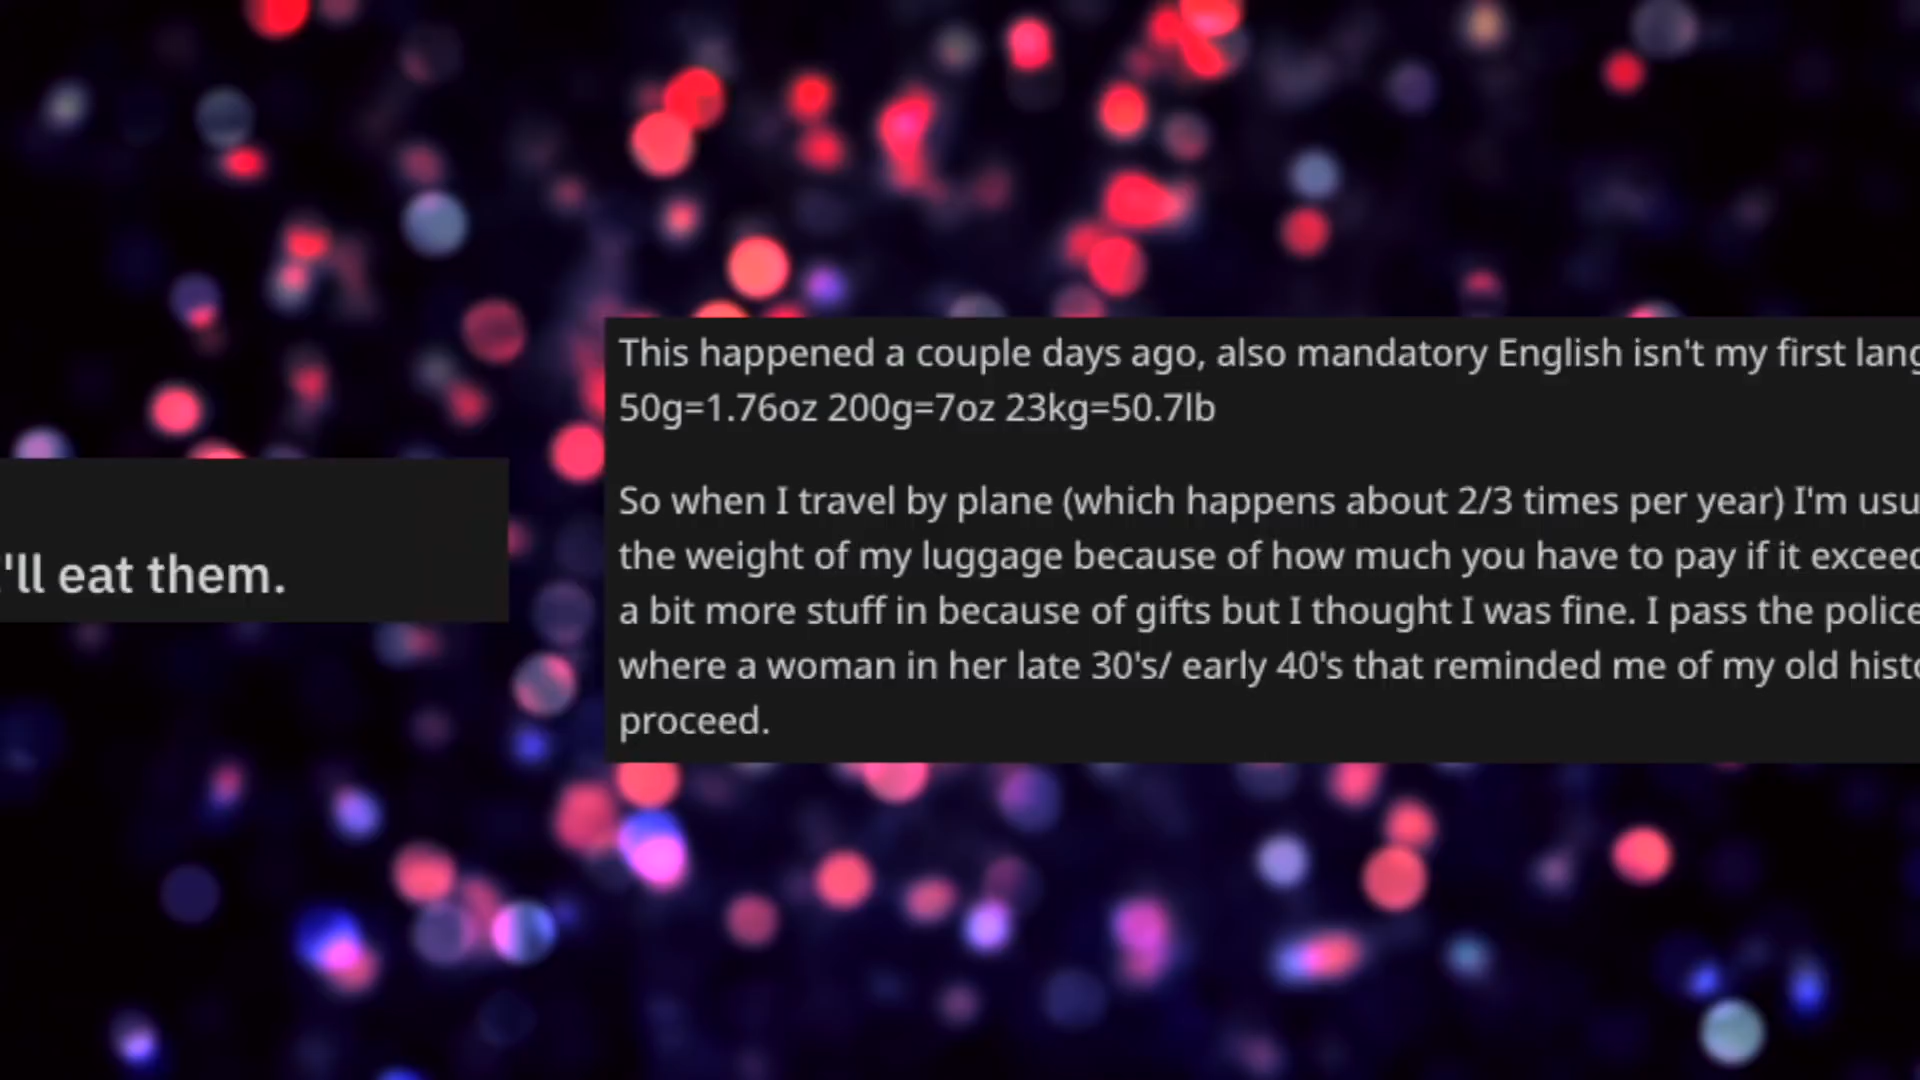 'll eat them.
This happened a couple days ago, also mandatory English isn't my first lang
50g=1.76oz 200g=7oz 23kg=50.7lb
So when I travel by plane (which happens about 2/3 times per year) I'm usu
the weight of my luggage because of how much you have to pay if it exceed
a bit more stuff in because of gifts but I thought I was fine. I pass the police
where a woman in her late 30's/ early 40's that reminded me of my old histo
proceed.